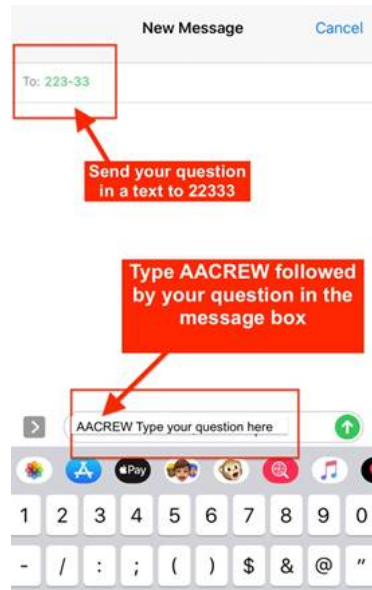 New Message Cancel
To: 223-33
Send your question
in a text to 22333
Type AACREW followed
by your question in the
message box
AACREW Type your question here
Pay
1 2 3 4 5 6 7 8 9 0
- / : ; ( ) $ & @ "